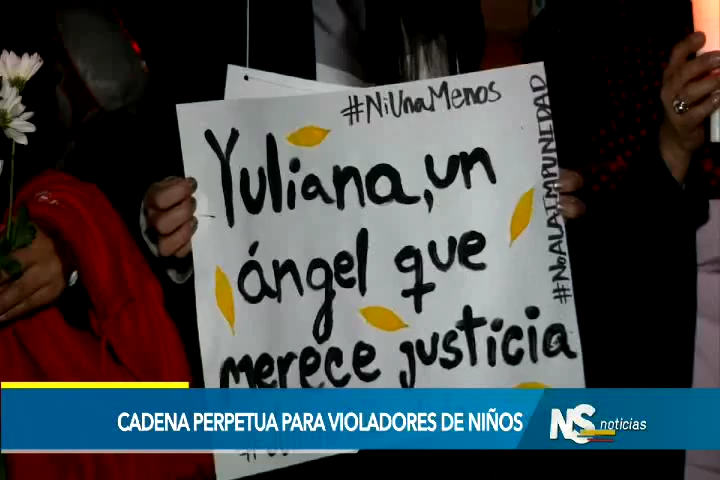 #NiUnaMenos
Yuliana, un
ángel que
merece justicia
#NOALAIMPUNIDAD
CADENA PERPETUA PARA VIOLADORES DE NIÑOS
NS noticias